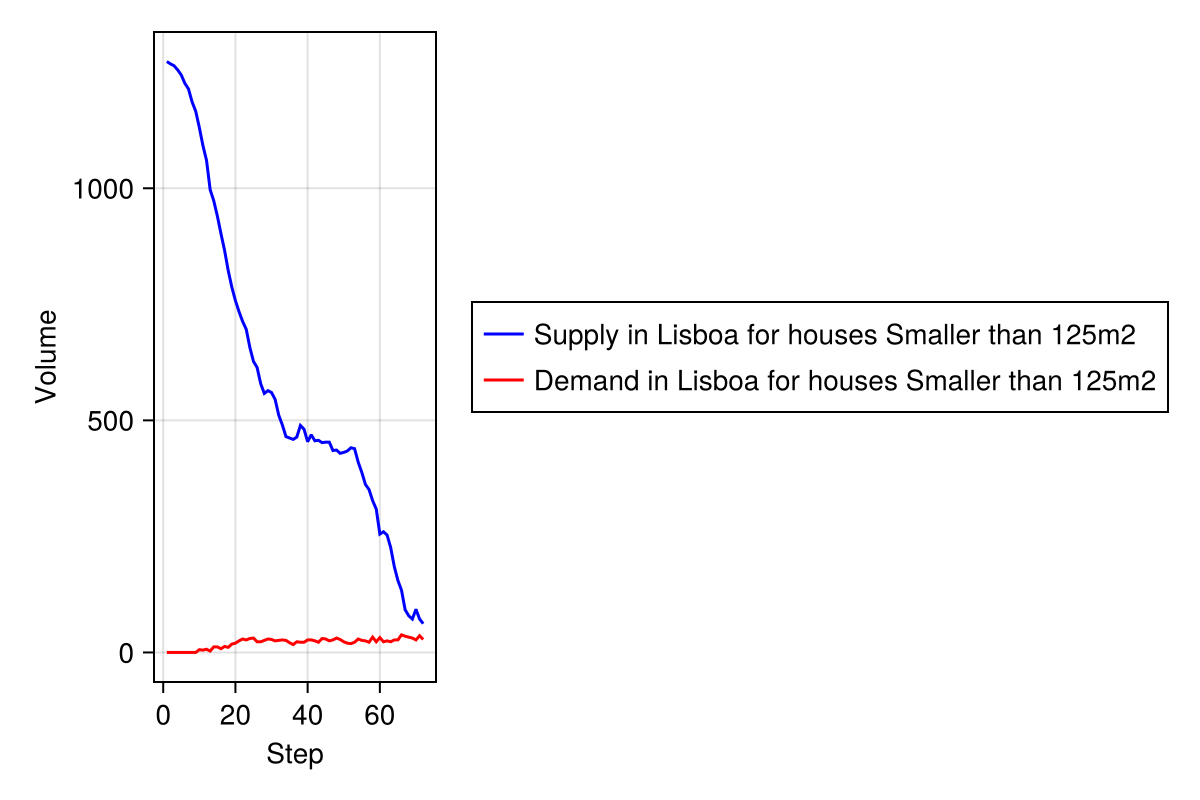 1000
500
0
Volume
0 20 40 60
Step
Supply in Lisboa for houses Smaller than 125m2
Demand in Lisboa for houses Smaller than 125m2